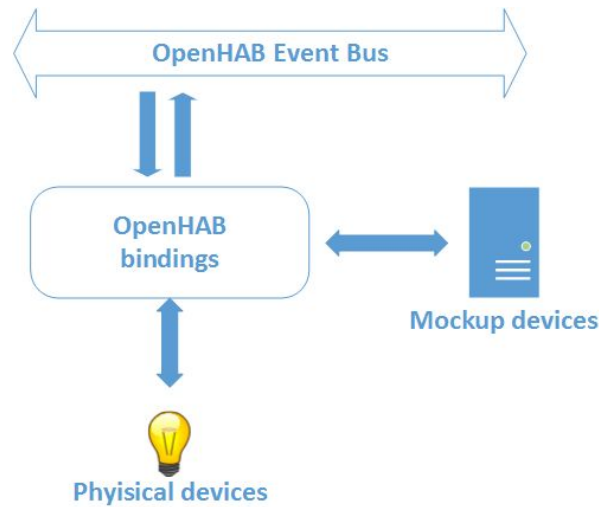 OpenHAB Event Bus
OpenHAB
bindings
Mockup devices
Phyisical devices